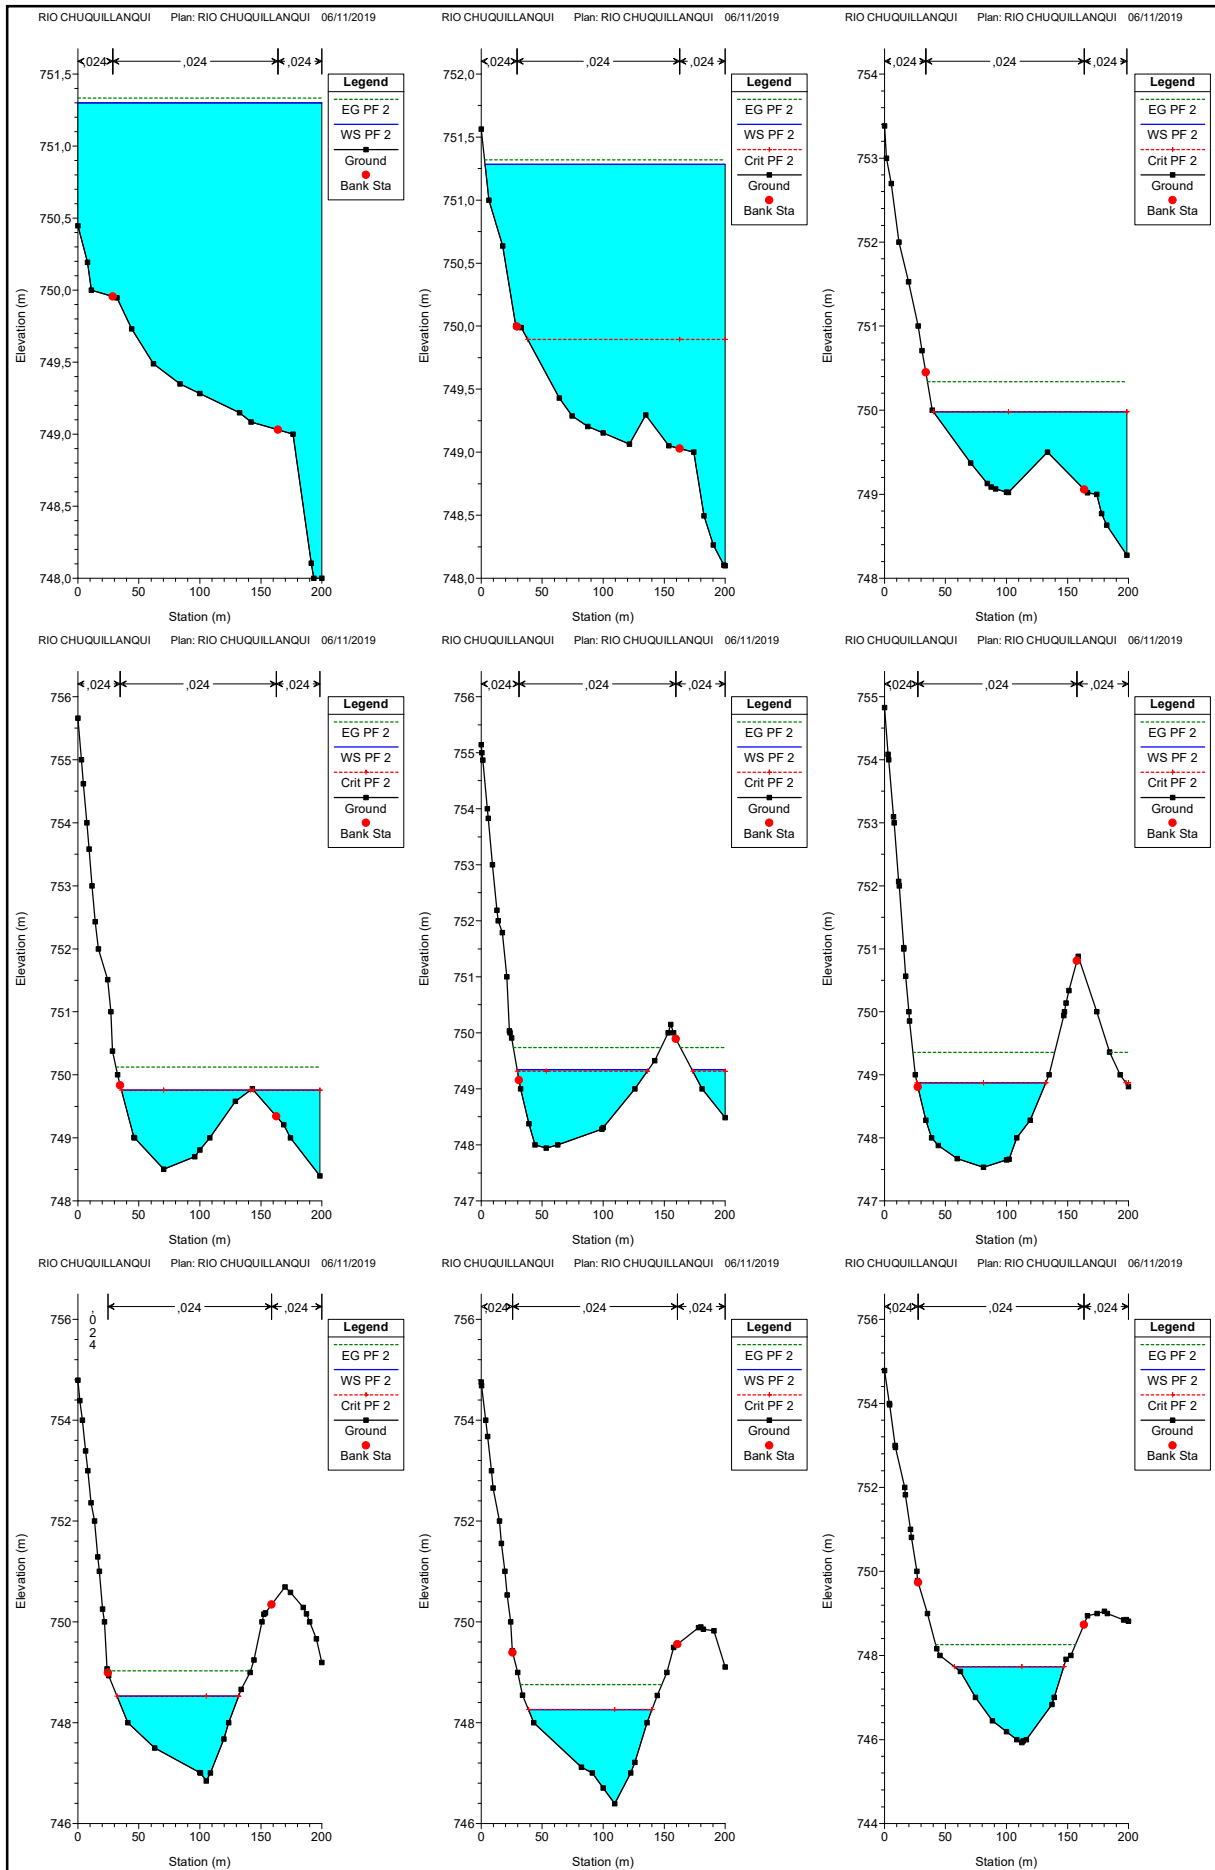 RIO CHUQUILLANQUI Plan: RIO CHUQUILLANQUI 06/11/2019
,024 ,024 ,024
Legend
EG PF 2
WS PF 2
Ground
Bank Sta
751,5
751,0
750,5
750,0
749,5
749,0
748,5
748,0
Elevation (m)
0 50 100 150 200
Station (m)
RIO CHUQUILLANQUI Plan: RIO CHUQUILLANQUI 06/11/2019
,024 ,024 ,024
Legend
EG PF 2
WS PF 2
Crit PF 2
Ground
Bank Sta
752,0
751,5
751,0
750,5
750,0
749,5
749,0
748,5
748,0
Elevation (m)
0 50 100 150 200
Station (m)
RIO CHUQUILLANQUI Plan: RIO CHUQUILLANQUI 06/11/2019
,024 ,024 ,024
Legend
EG PF 2
WS PF 2
Crit PF 2
Ground
Bank Sta
754
753
752
751
750
749
748
Elevation (m)
0 50 100 150 200
Station (m)
RIO CHUQUILLANQUI Plan: RIO CHUQUILLANQUI 06/11/2019
,024 ,024 ,024
Legend
EG PF 2
WS PF 2
Crit PF 2
Ground
Bank Sta
756
755
754
753
752
751
750
749
748
Elevation (m)
0 50 100 150 200
Station (m)
RIO CHUQUILLANQUI Plan: RIO CHUQUILLANQUI 06/11/2019
,024 ,024 ,024
Legend
EG PF 2
WS PF 2
Crit PF 2
Ground
Bank Sta
756
755
754
753
752
751
750
749
748
747
Elevation (m)
0 50 100 150 200
Station (m)
RIO CHUQUILLANQUI Plan: RIO CHUQUILLANQUI 06/11/2019
,024 ,024 ,024
Legend
EG PF 2
WS PF 2
Crit PF 2
Ground
Bank Sta
755
754
753
752
751
750
749
748
747
Elevation (m)
0 50 100 150 200
Station (m)
RIO CHUQUILLANQUI Plan: RIO CHUQUILLANQUI 06/11/2019
,024 ,024 ,024
Legend
EG PF 2
WS PF 2
Crit PF 2
Ground
Bank Sta
756
754
752
750
748
746
Elevation (m)
0 50 100 150 200
Station (m)
RIO CHUQUILLANQUI Plan: RIO CHUQUILLANQUI 06/11/2019
,024 ,024 ,024
Legend
EG PF 2
WS PF 2
Crit PF 2
Ground
Bank Sta
756
754
752
750
748
746
Elevation (m)
0 50 100 150 200
Station (m)
RIO CHUQUILLANQUI Plan: RIO CHUQUILLANQUI 06/11/2019
,024 ,024 ,024
Legend
EG PF 2
WS PF 2
Crit PF 2
Ground
Bank Sta
756
754
752
750
748
746
744
Elevation (m)
0 50 100 150 200
Station (m)